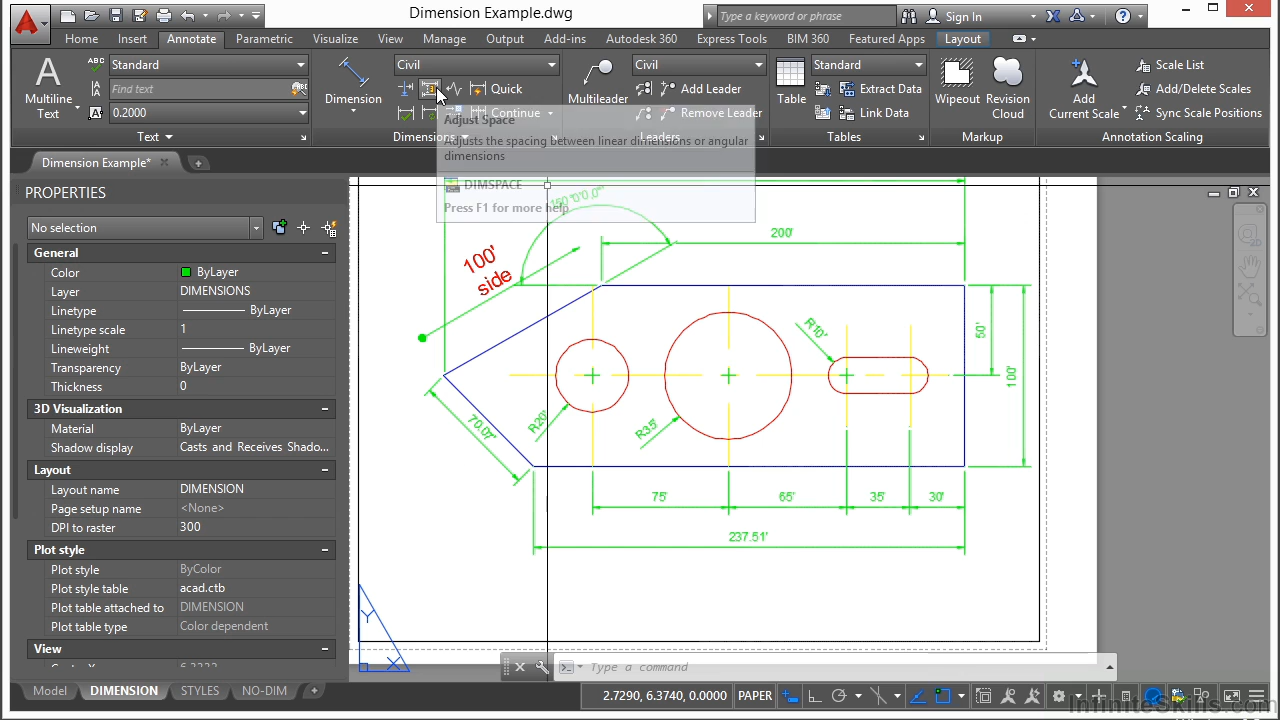 Dimension Example.dwg
Type a keyword or phrase
Sign In
Home Insert Annotate Parametric Visualize View Manage Output Add-ins Autodesk 360 Express Tools BIM 360 Featured Apps Layout
A
Multiline
Text
ABC
Standard
Find text
0.2000
Text
Dimension
Civil
Quick
Continue
Dimensions
Multileader
Civil
Add Leader
Remove Leader
Leaders
Table
Standard
Extract Data
Link Data
Tables
Wipeout
Revision
Cloud
Markup
Add
Current Scale
Scale List
Add/Delete Scales
Sync Scale Positions
Annotation Scaling
Adjust Space
Adjusts the spacing between linear dimensions or angular
dimensions
DIMSPACE
Press F1 for more help
Dimension Example*
PROPERTIES
No selection
General
Color ByLayer
Layer DIMENSIONS
Linetype ByLayer
Linetype scale 1
Lineweight ByLayer
Transparency ByLayer
Thickness 0
3D Visualization
Material ByLayer
Shadow display Casts and Receives Shado...
Layout
Layout name DIMENSION
Page setup name <None>
DPI to raster 300
Plot style
Plot style ByColor
Plot style table acad.ctb
Plot table attached to DIMENSION
Plot table type Color dependent
View
200'
100'
side
R10'
50'
100'
70.07'
R20'
R35'
75' 65' 35' 30'
237.51'
Y
X
Type a command
Model DIMENSION STYLES NO-DIM
2.7290, 6.3740, 0.0000 PAPER
InfiniteSkills.com